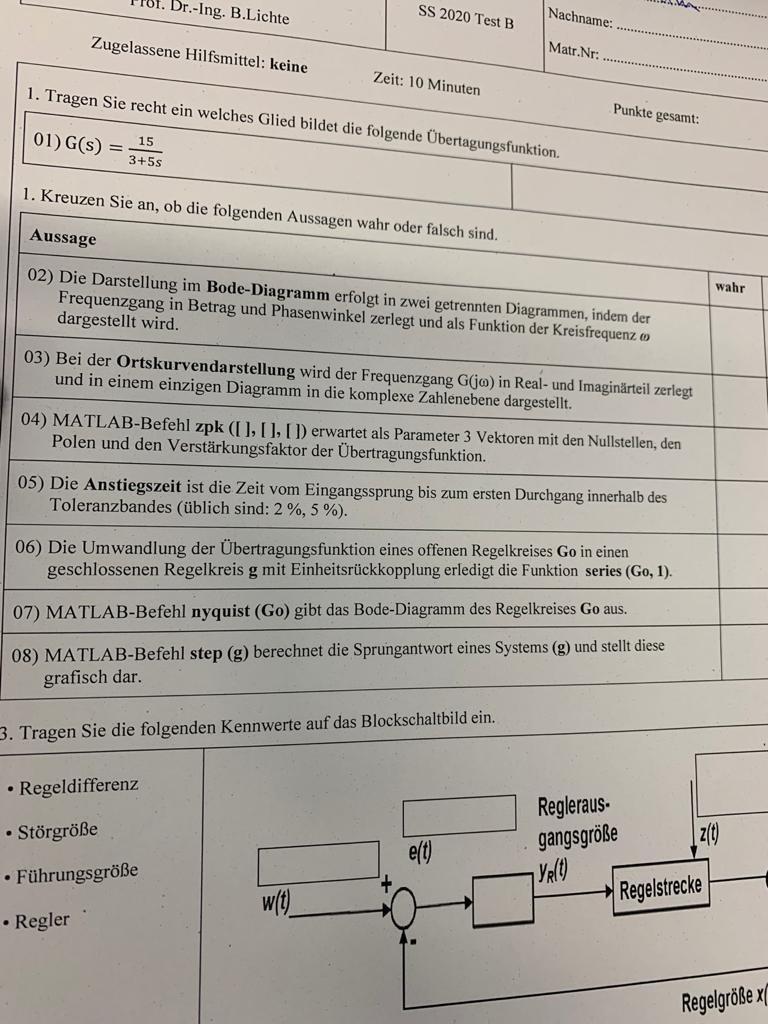 Prof. Dr.-Ing. B.Lichte
SS 2020 Test B
Nachname: ....................
Matr.Nr: ....................
Zugelassene Hilfsmittel: keine
Zeit: 10 Minuten
Punkte gesamt:
1. Tragen Sie recht ein welches Glied bildet die folgende Übertagungsfunktion.
01) G(s) = 15 / 3+5s
1. Kreuzen Sie an, ob die folgenden Aussagen wahr oder falsch sind.
Aussage
wahr
02) Die Darstellung im Bode-Diagramm erfolgt in zwei getrennten Diagrammen, indem der
Frequenzgang in Betrag und Phasenwinkel zerlegt und als Funktion der Kreisfrequenz ω
dargestellt wird.
03) Bei der Ortskurvendarstellung wird der Frequenzgang G(jω) in Real- und Imaginärteil zerlegt
und in einem einzigen Diagramm in die komplexe Zahlenebene dargestellt.
04) MATLAB-Befehl zpk ([ ], [ ], [ ]) erwartet als Parameter 3 Vektoren mit den Nullstellen, den
Polen und den Verstärkungsfaktor der Übertragungsfunktion.
05) Die Anstiegszeit ist die Zeit vom Eingangssprung bis zum ersten Durchgang innerhalb des
Toleranzbandes (üblich sind: 2 %, 5 %).
06) Die Umwandlung der Übertragungsfunktion eines offenen Regelkreises Go in einen
geschlossenen Regelkreis g mit Einheitsrückkopplung erledigt die Funktion series (Go, 1).
07) MATLAB-Befehl nyquist (Go) gibt das Bode-Diagramm des Regelkreises Go aus.
08) MATLAB-Befehl step (g) berechnet die Sprungantwort eines Systems (g) und stellt diese
grafisch dar.
3. Tragen Sie die folgenden Kennwerte auf das Blockschaltbild ein.
• Regeldifferenz
• Störgröße
• Führungsgröße
• Regler
w(t)
+
-
e(t)
Regleraus-
gangsgröße
yR(t)
Regelstrecke
z(t)
Regelgröße x(